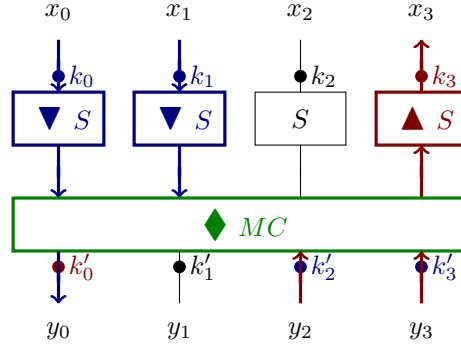 x₀ x₁ x₂ x₃
k₀ k₁ k₂ k₃
S S S S
MC
k′₀ k′₁ k′₂ k′₃
y₀ y₁ y₂ y₃